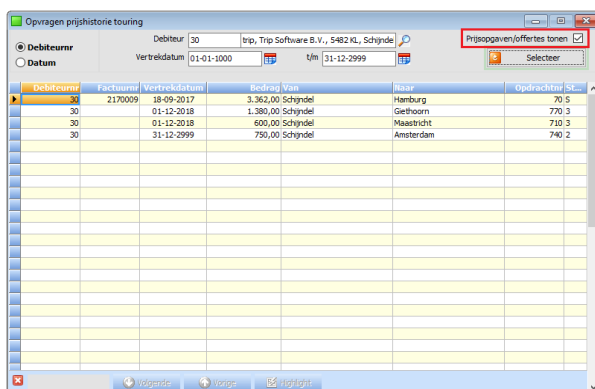 Opvragen prijshistorie touring
Debiteurnr
Datum
Debiteur 30 trip, Trip Software B.V., 5482 KL, Schijnde
Vertrekdatum 01-01-1000 t/m 31-12-2999
Prijsopgaven/offertes tonen
Selecteer
Debiteurnr Factuurnr Vertrekdatum Bedrag Van Naar Opdrachtnr St...
30 2170009 18-09-2017 3.362,00 Schijndel Hamburg 70 S
30 01-12-2018 1.380,00 Schijndel Giethoorn 770 3
30 01-12-2018 600,00 Schijndel Maastricht 710 3
30 31-12-2999 750,00 Schijndel Amsterdam 740 2
Volgende Vorige Highlight